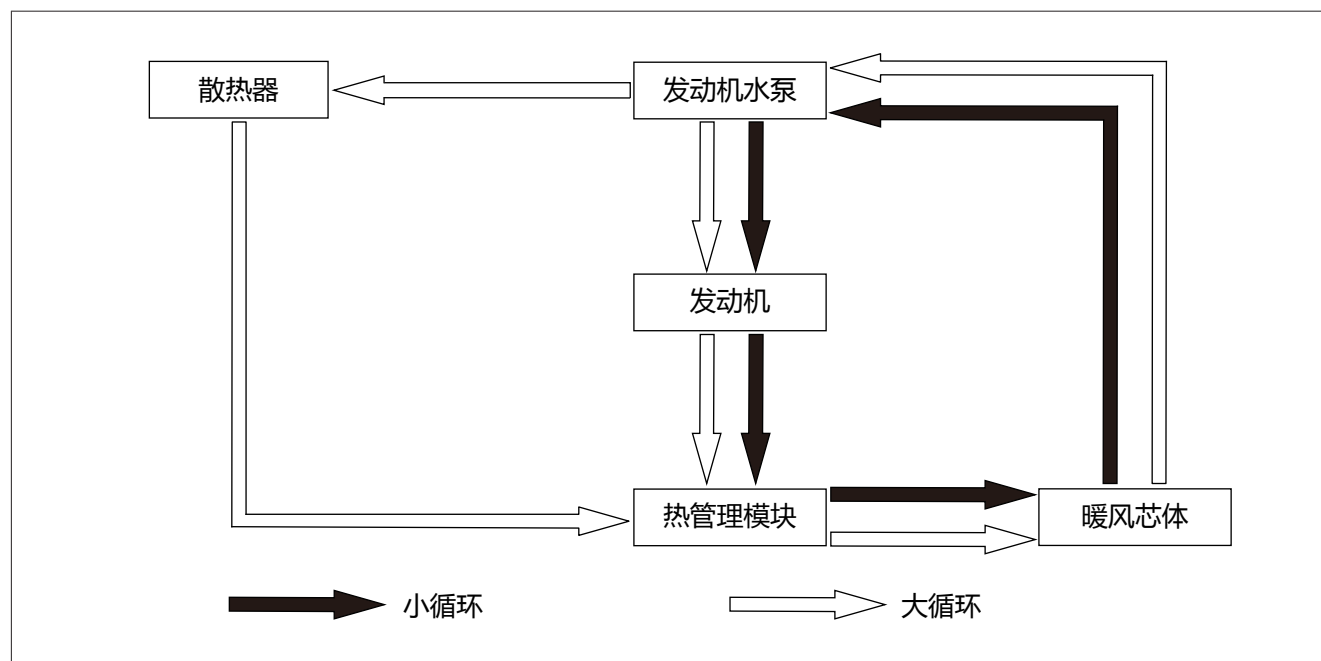 散热器
发动机水泵
发动机
热管理模块
暖风芯体
小循环
大循环